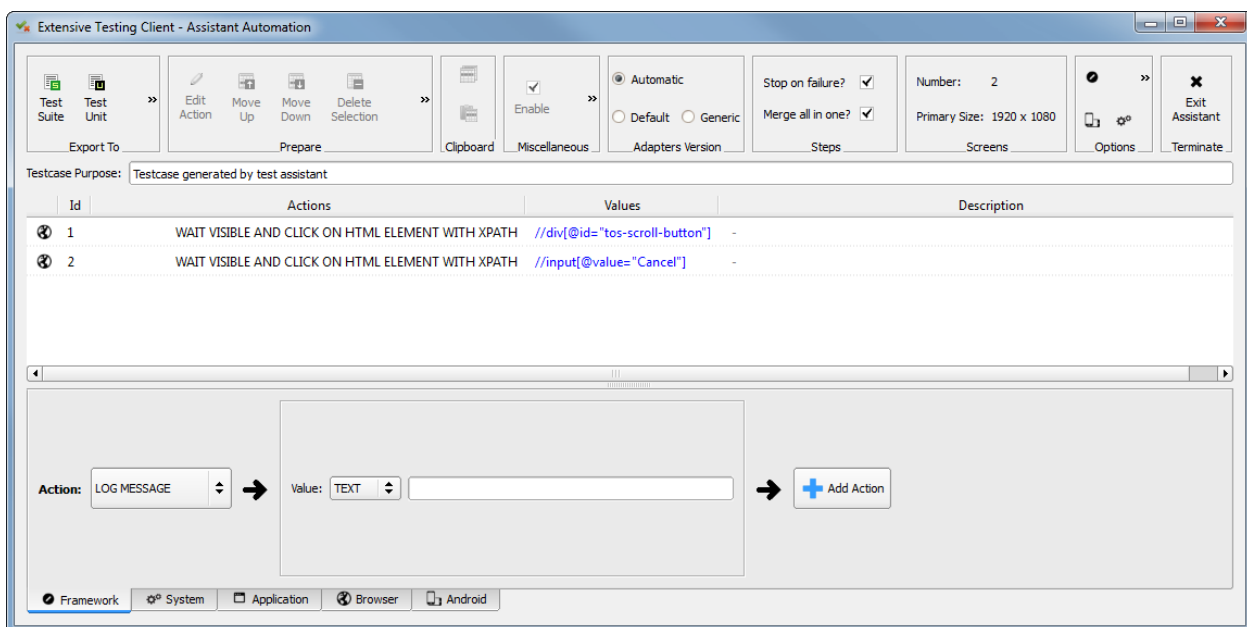 Extensive Testing Client - Assistant Automation
Test Suite
Test Unit
»
Export To
Edit Action
Move Up
Move Down
Delete Selection
»
Prepare
Clipboard
Enable
»
Miscellaneous
Automatic
Default Generic
Adapters Version
Stop on failure?
Merge all in one?
Steps
Number: 2
Primary Size: 1920 x 1080
Screens
»
Options
Exit Assistant
Terminate
Testcase Purpose: Testcase generated by test assistant
Id Actions Values Description
1 WAIT VISIBLE AND CLICK ON HTML ELEMENT WITH XPATH //div[@id="tos-scroll-button"] -
2 WAIT VISIBLE AND CLICK ON HTML ELEMENT WITH XPATH //input[@value="Cancel"] -
Action: LOG MESSAGE Value: TEXT Add Action
Framework System Application Browser Android